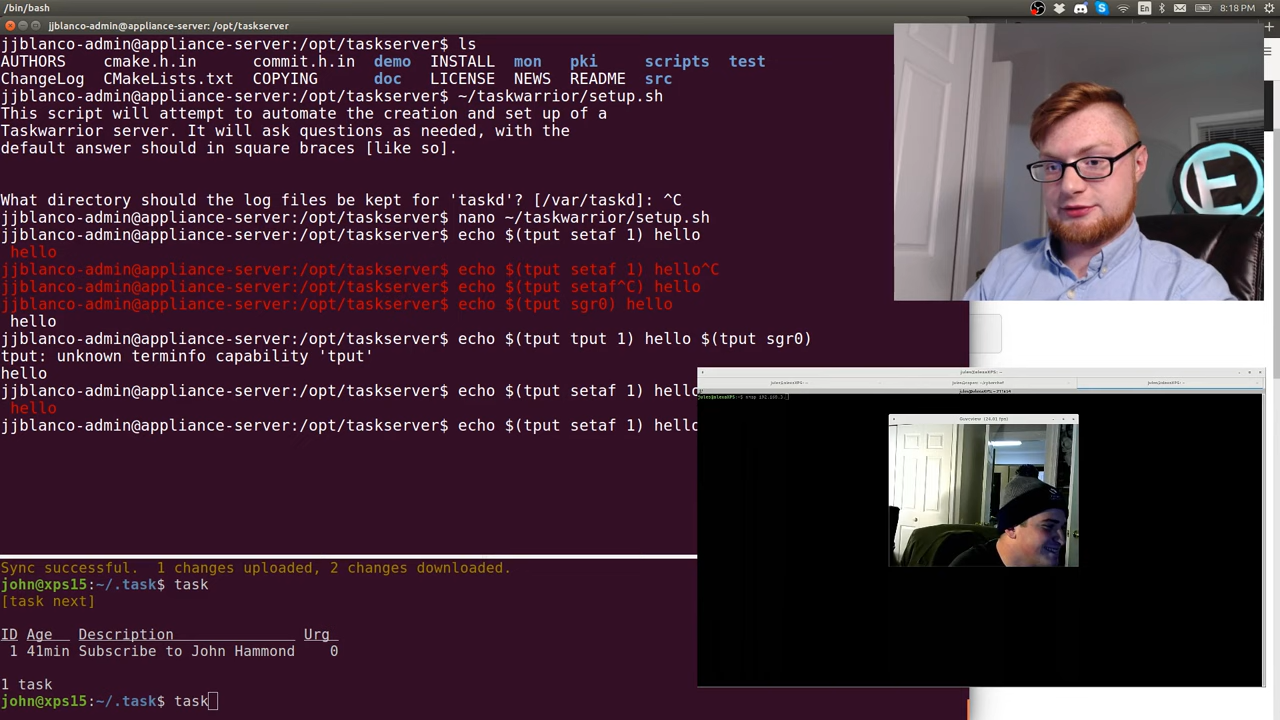 /bin/bash
En
8:18 PM
jjblanco-admin@appliance-server: /opt/taskserver
jjblanco-admin@appliance-server:/opt/taskserver$ ls
AUTHORS cmake.h.in commit.h.in demo INSTALL mon pki scripts test
ChangeLog CMakeLists.txt COPYING doc LICENSE NEWS README src
jjblanco-admin@appliance-server:/opt/taskserver$ ~/taskwarrior/setup.sh
This script will attempt to automate the creation and set up of a
Taskwarrior server. It will ask questions as needed, with the
default answer should in square braces [like so].
What directory should the log files be kept for 'taskd'? [/var/taskd]: ^C
jjblanco-admin@appliance-server:/opt/taskserver$ nano ~/taskwarrior/setup.sh
jjblanco-admin@appliance-server:/opt/taskserver$ echo $(tput setaf 1) hello
hello
jjblanco-admin@appliance-server:/opt/taskserver$ echo $(tput setaf 1) hello^C
jjblanco-admin@appliance-server:/opt/taskserver$ echo $(tput setaf^C) hello
jjblanco-admin@appliance-server:/opt/taskserver$ echo $(tput sgr0) hello
hello
jjblanco-admin@appliance-server:/opt/taskserver$ echo $(tput tput 1) hello $(tput sgr0)
tput: unknown terminfo capability 'tput'
hello
jjblanco-admin@appliance-server:/opt/taskserver$ echo $(tput setaf 1) hello
hello
jjblanco-admin@appliance-server:/opt/taskserver$ echo $(tput setaf 1) hello
Sync successful. 1 changes uploaded, 2 changes downloaded.
john@xps15:~/.task$ task
[task next]
ID Age Description Urg
1 41min Subscribe to John Hammond 0
1 task
john@xps15:~/.task$ task